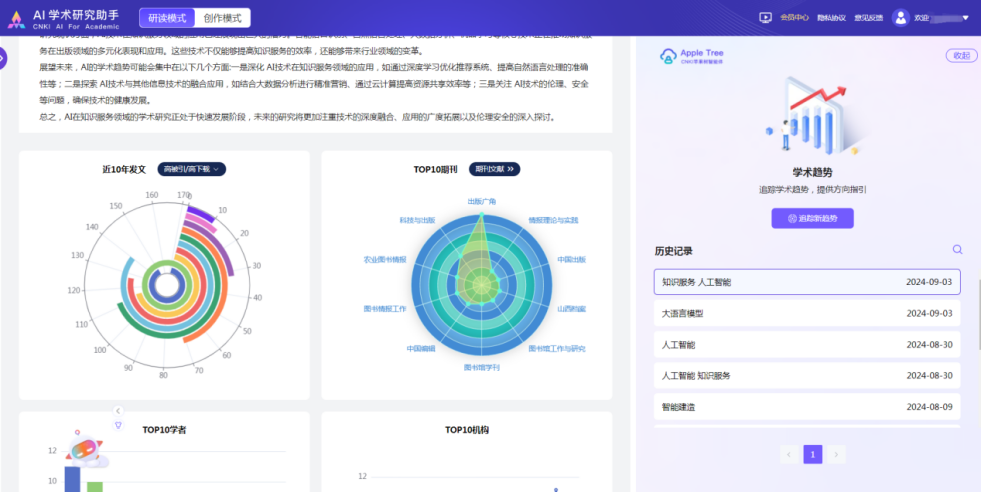 AI 学术研究助手
CNKI AI For Academic
研读模式
创作模式
会员中心
隐私协议
意见反馈
欢迎
务在出版领域的多元化表现和应用。这些技术不仅能够提高知识服务的效率，还能够带来行业领域的变革。
展望未来，AI的学术趋势可能会集中在以下几个方面:一是深化 AI技术在知识服务领域的应用，如通过深度学习优化推荐系统、提高自然语言处理的准确
性等；二是探索 AI技术与其他信息技术的融合应用，如结合大数据分析进行精准营销、通过云计算提高资源共享效率等；三是关注 AI技术的伦理、安全
等问题，确保技术的健康发展。
总之，AI在知识服务领域的学术研究正处于快速发展阶段，未来的研究将更加注重技术的深度融合、应用的广度拓展以及伦理安全的深入探讨。
近10年发文
高被引/高下载
0
10
20
30
40
50
60
70
80
90
100
110
120
130
140
150
160
170
TOP10期刊
期刊文献
出版广角
情报理论与实践
中国出版
山西档案
图书馆工作与研究
图书馆学刊
中国编辑
图书情报工作
农业图书情报
科技与出版
TOP10学者
12
10
TOP10机构
12
Apple Tree
收起
学术趋势
追踪学术趋势，提供方向指引
追踪新趋势
历史记录
知识服务 人工智能
2024-09-03
大语言模型
2024-09-03
人工智能
2024-08-30
人工智能 知识服务
2024-08-30
智能建造
2024-08-09
1